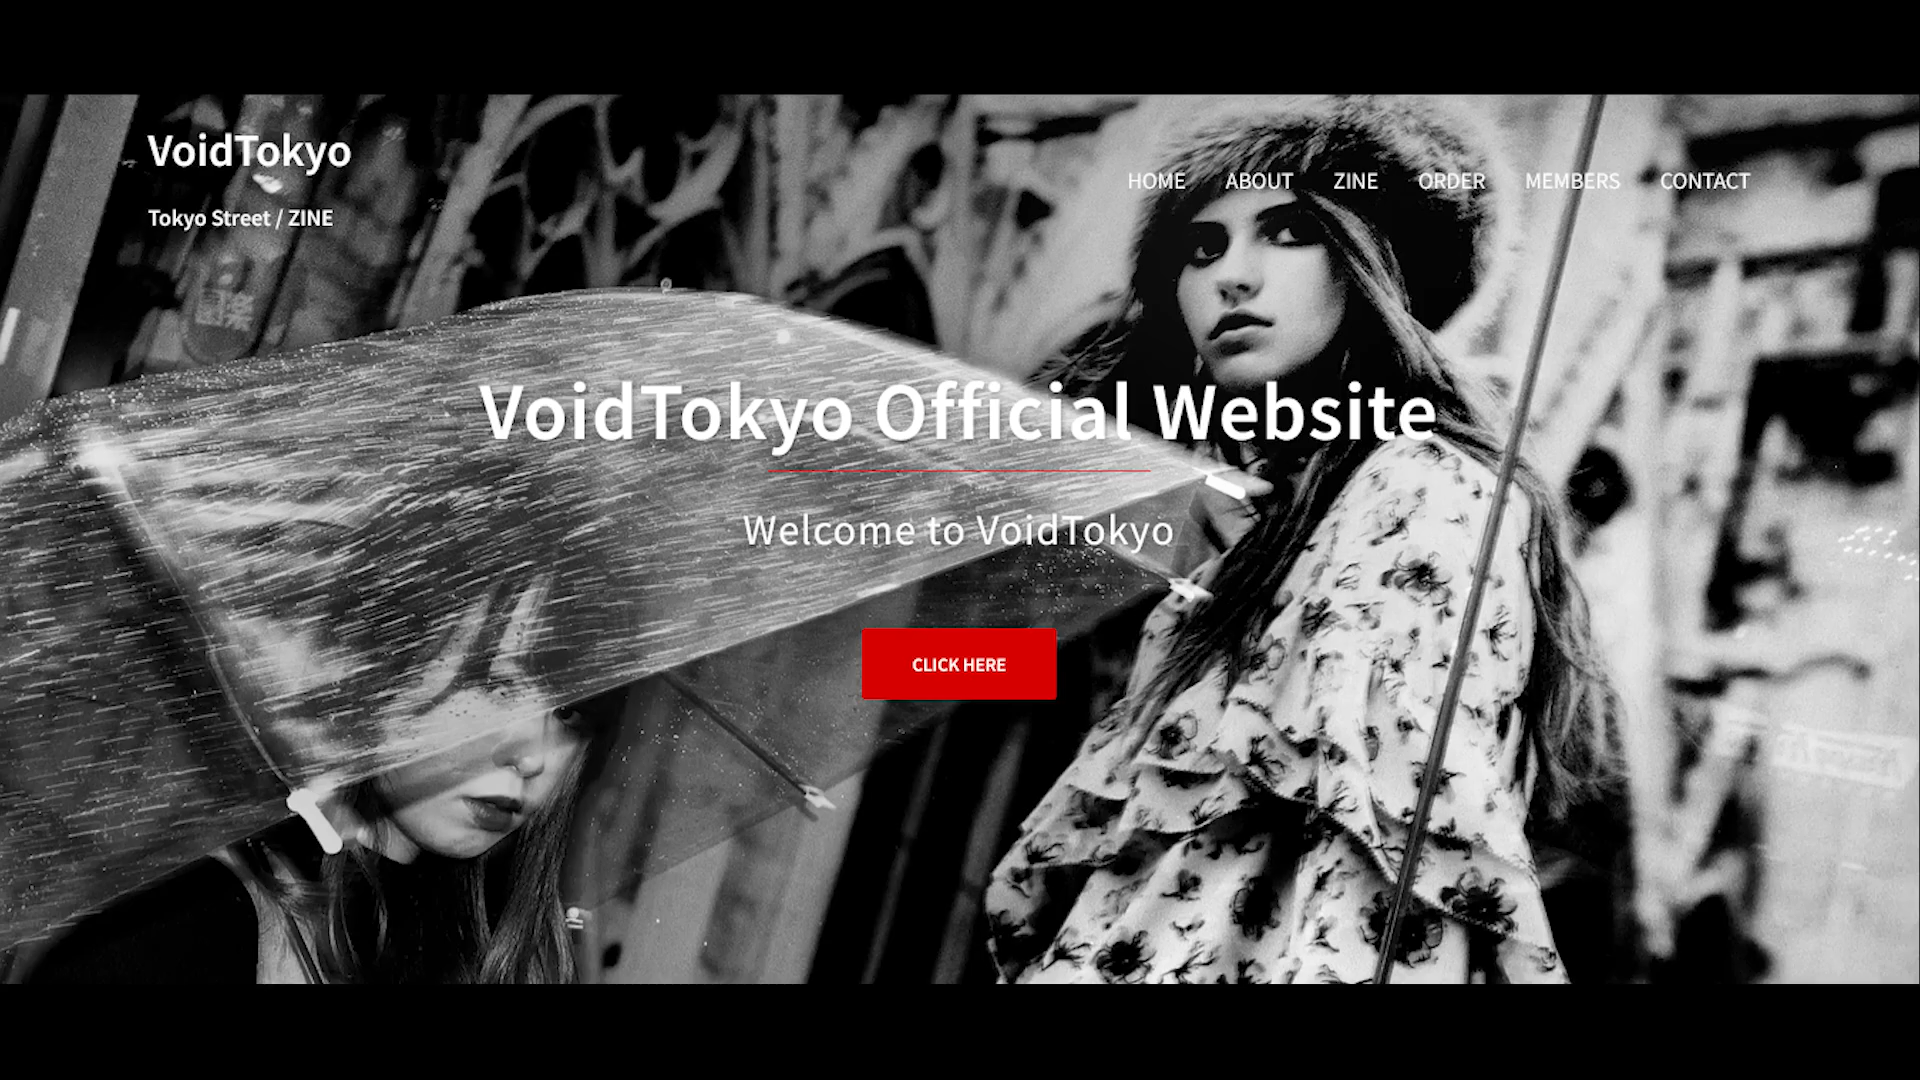 VoidTokyo
Tokyo Street / ZINE
HOME ABOUT ZINE ORDER MEMBERS CONTACT
VoidTokyo Official Website
Welcome to VoidTokyo
CLICK HERE